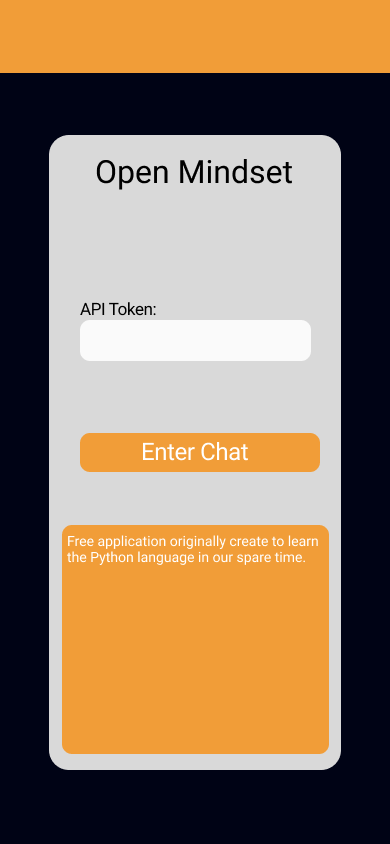 Open Mindset
API Token:
Enter Chat
Free application originally create to learn
the Python language in our spare time.